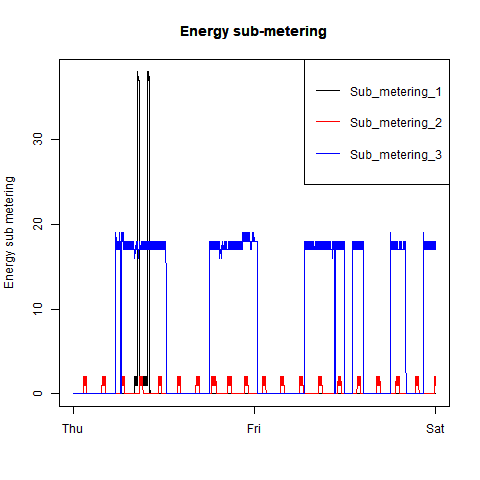 Energy sub-metering
Sub_metering_1
Sub_metering_2
Sub_metering_3
Energy sub metering
30
20
10
0
Thu
Fri
Sat